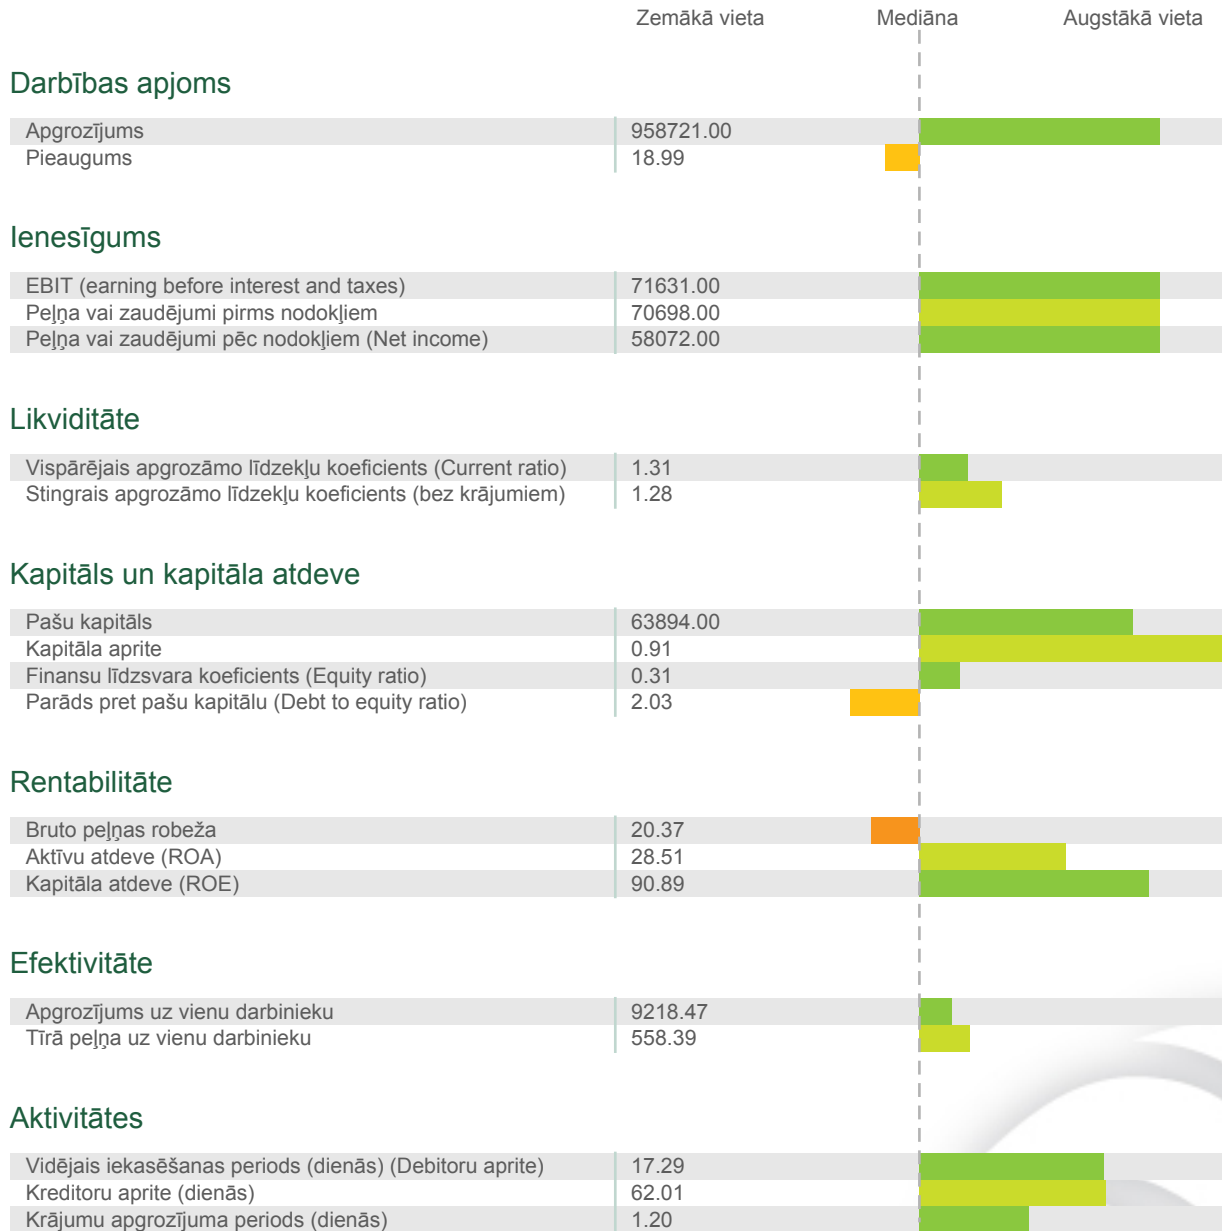 Zemākā vieta Mediāna Augstākā vieta
Darbības apjoms
Apgrozījums 958721.00
Pieaugums 18.99
Ienesīgums
EBIT (earning before interest and taxes) 71631.00
Peļņa vai zaudējumi pirms nodokļiem 70698.00
Peļņa vai zaudējumi pēc nodokļiem (Net income) 58072.00
Likviditāte
Vispārējais apgrozāmo līdzekļu koeficients (Current ratio) 1.31
Stingrais apgrozāmo līdzekļu koeficients (bez krājumiem) 1.28
Kapitāls un kapitāla atdeve
Pašu kapitāls 63894.00
Kapitāla aprite 0.91
Finansu līdzsvara koeficients (Equity ratio) 0.31
Parāds pret pašu kapitālu (Debt to equity ratio) 2.03
Rentabilitāte
Bruto peļņas robeža 20.37
Aktīvu atdeve (ROA) 28.51
Kapitāla atdeve (ROE) 90.89
Efektivitāte
Apgrozījums uz vienu darbinieku 9218.47
Tīrā peļņa uz vienu darbinieku 558.39
Aktivitātes
Vidējais iekasēšanas periods (dienās) (Debitoru aprite) 17.29
Kreditoru aprite (dienās) 62.01
Krājumu apgrozījuma periods (dienās) 1.20